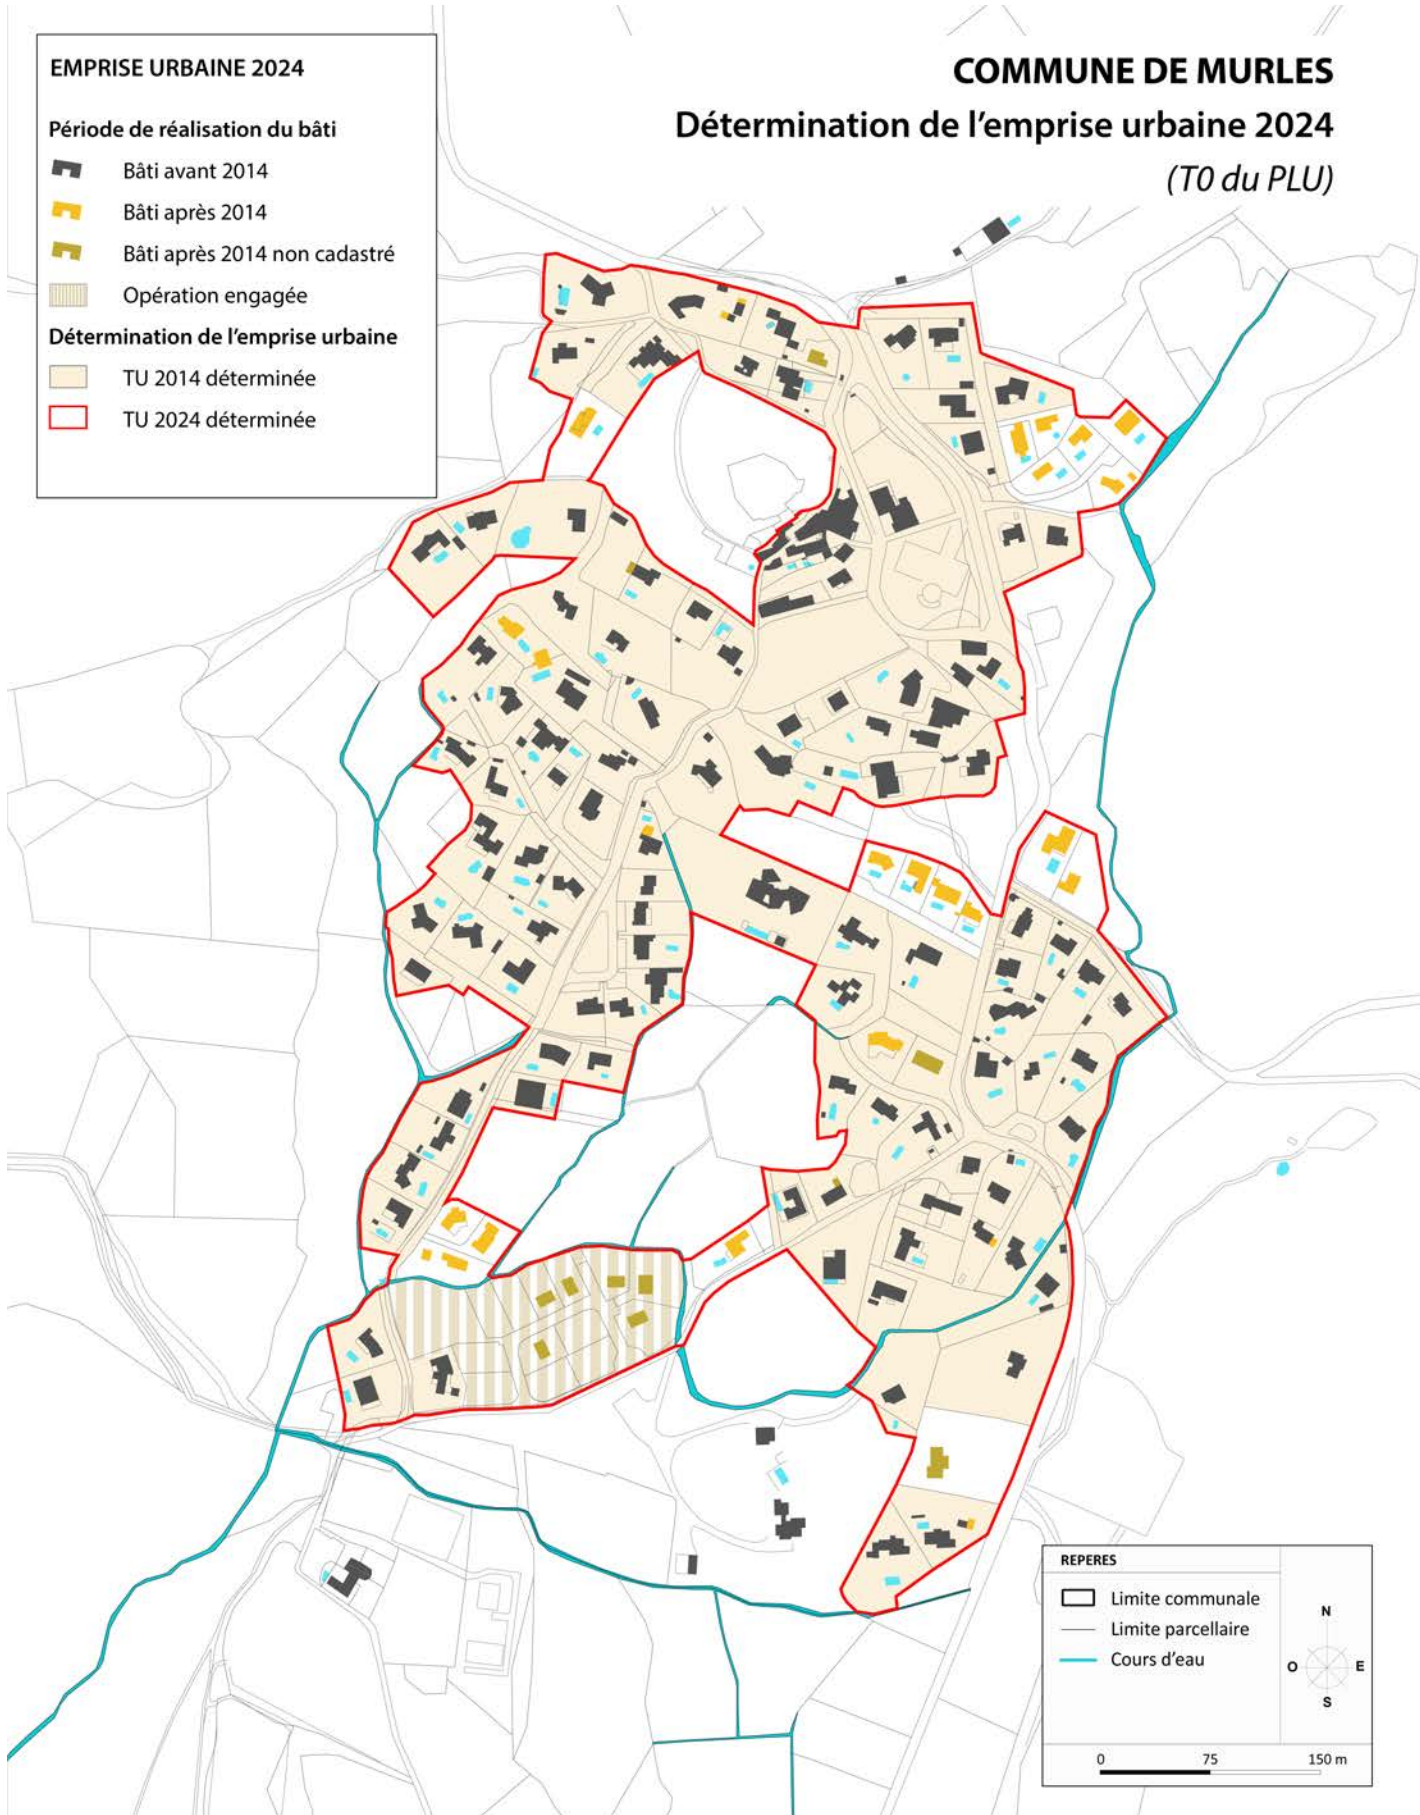 EMPRISE URBAINE 2024
Période de réalisation du bâti
Bâti avant 2014
Bâti après 2014
Bâti après 2014 non cadastré
Opération engagée
Détermination de l'emprise urbaine
TU 2014 déterminée
TU 2024 déterminée
COMMUNE DE MURLES
Détermination de l'emprise urbaine 2024
(T0 du PLU)
REPERES
Limite communale
Limite parcellaire
Cours d'eau
N
O E
S
0 75 150 m